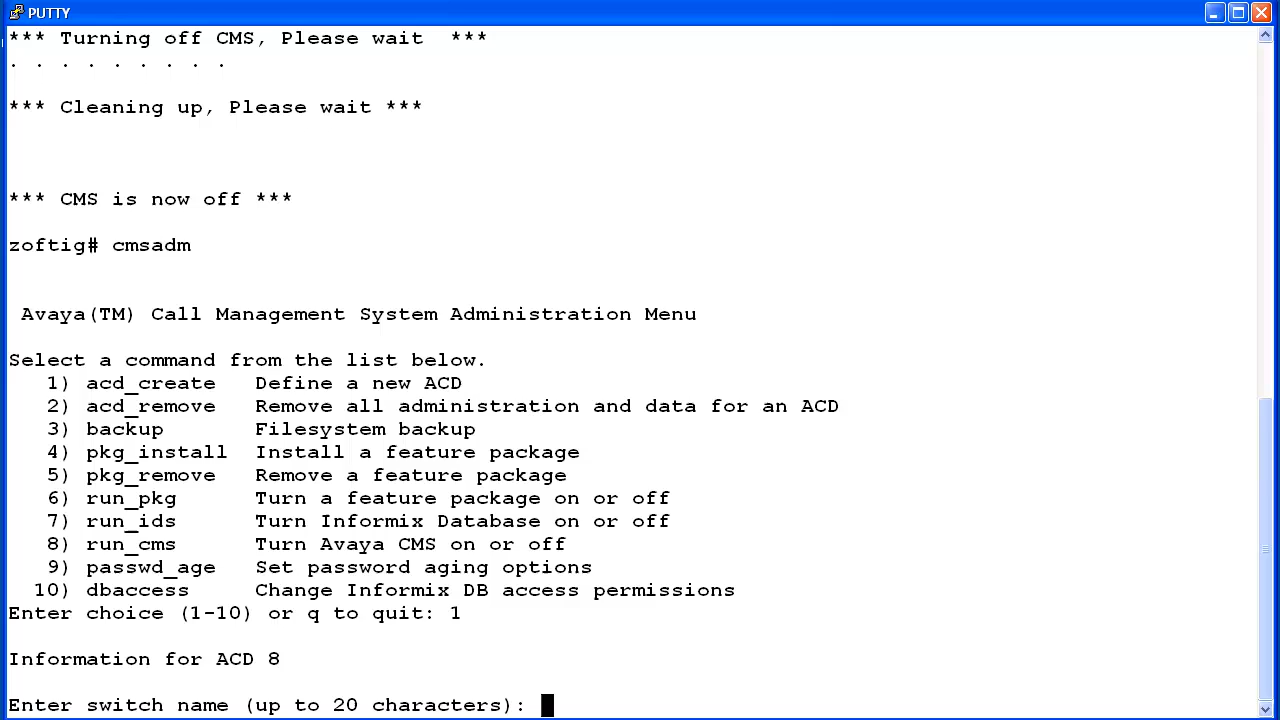 PUTTY
*** Turning off CMS, Please wait  ***
. . . . . . . . .
*** Cleaning up, Please wait ***
*** CMS is now off ***
zoftig# cmsadm
Avaya(TM) Call Management System Administration Menu
Select a command from the list below.
1) acd_create   Define a new ACD
2) acd_remove   Remove all administration and data for an ACD
3) backup       Filesystem backup
4) pkg_install  Install a feature package
5) pkg_remove   Remove a feature package
6) run_pkg      Turn a feature package on or off
7) run_ids      Turn Informix Database on or off
8) run_cms      Turn Avaya CMS on or off
9) passwd_age   Set password aging options
10) dbaccess     Change Informix DB access permissions
Enter choice (1-10) or q to quit: 1
Information for ACD 8
Enter switch name (up to 20 characters):